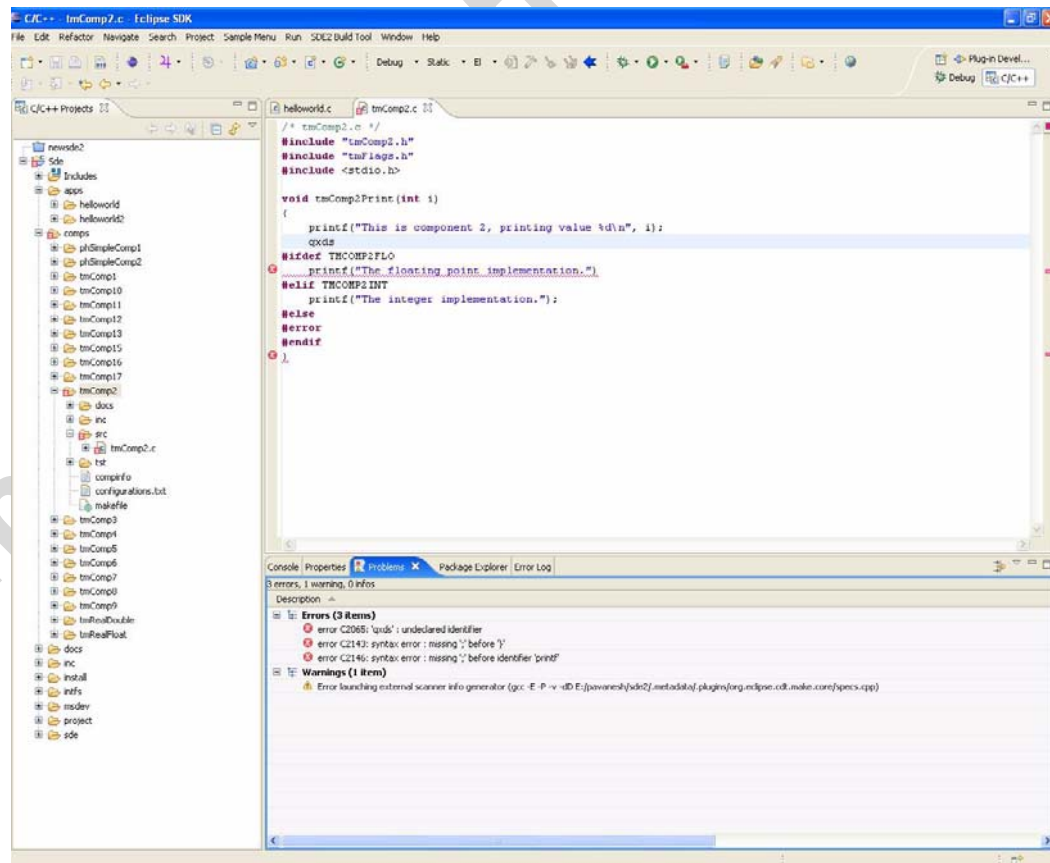 C/C++ - tmComp2.c - Eclipse SDK
File Edit Refactor Navigate Search Project Sample Menu Run SDE2 Build Tool Window Help
Debug Static El
Plug-in Devel...
Debug C/C++
C/C++ Projects
newsde2
Sde
Includes
apps
helloworld
helloworld2
comps
phSimpleComp1
phSimpleComp2
tmComp1
tmComp10
tmComp11
tmComp12
tmComp13
tmComp15
tmComp16
tmComp17
tmComp2
docs
inc
src
tmComp2.c
tst
compinfo
configurations.txt
makefile
tmComp3
tmComp4
tmComp5
tmComp6
tmComp7
tmComp8
tmComp9
tmRealDouble
tmRealFloat
docs
inc
install
intfs
msdev
project
sde
helloworld.c tmComp2.c
/* tmComp2.c */
#include "tmComp2.h"
#include "tmFlags.h"
#include <stdio.h>
void tmComp2Print(int i)
{
printf("This is component 2, printing value %d\n", i);
qxds
#ifdef TMCOMP2FLO
printf("The floating point implementation.")
#elif TMCOMP2INT
printf("The integer implementation.");
#else
#error
#endif
}
Console Properties Problems Package Explorer Error Log
3 errors, 1 warning, 0 infos
Description
Errors (3 items)
error C2065: 'qxds' : undeclared identifier
error C2143: syntax error : missing ';' before '}'
error C2146: syntax error : missing ';' before identifier 'printf'
Warnings (1 item)
Error launching external scanner info generator (gcc -E -P -v -dD E:/pavanesh/sde2/.metadata/.plugins/org.eclipse.cdt.make.core/specs.cpp)